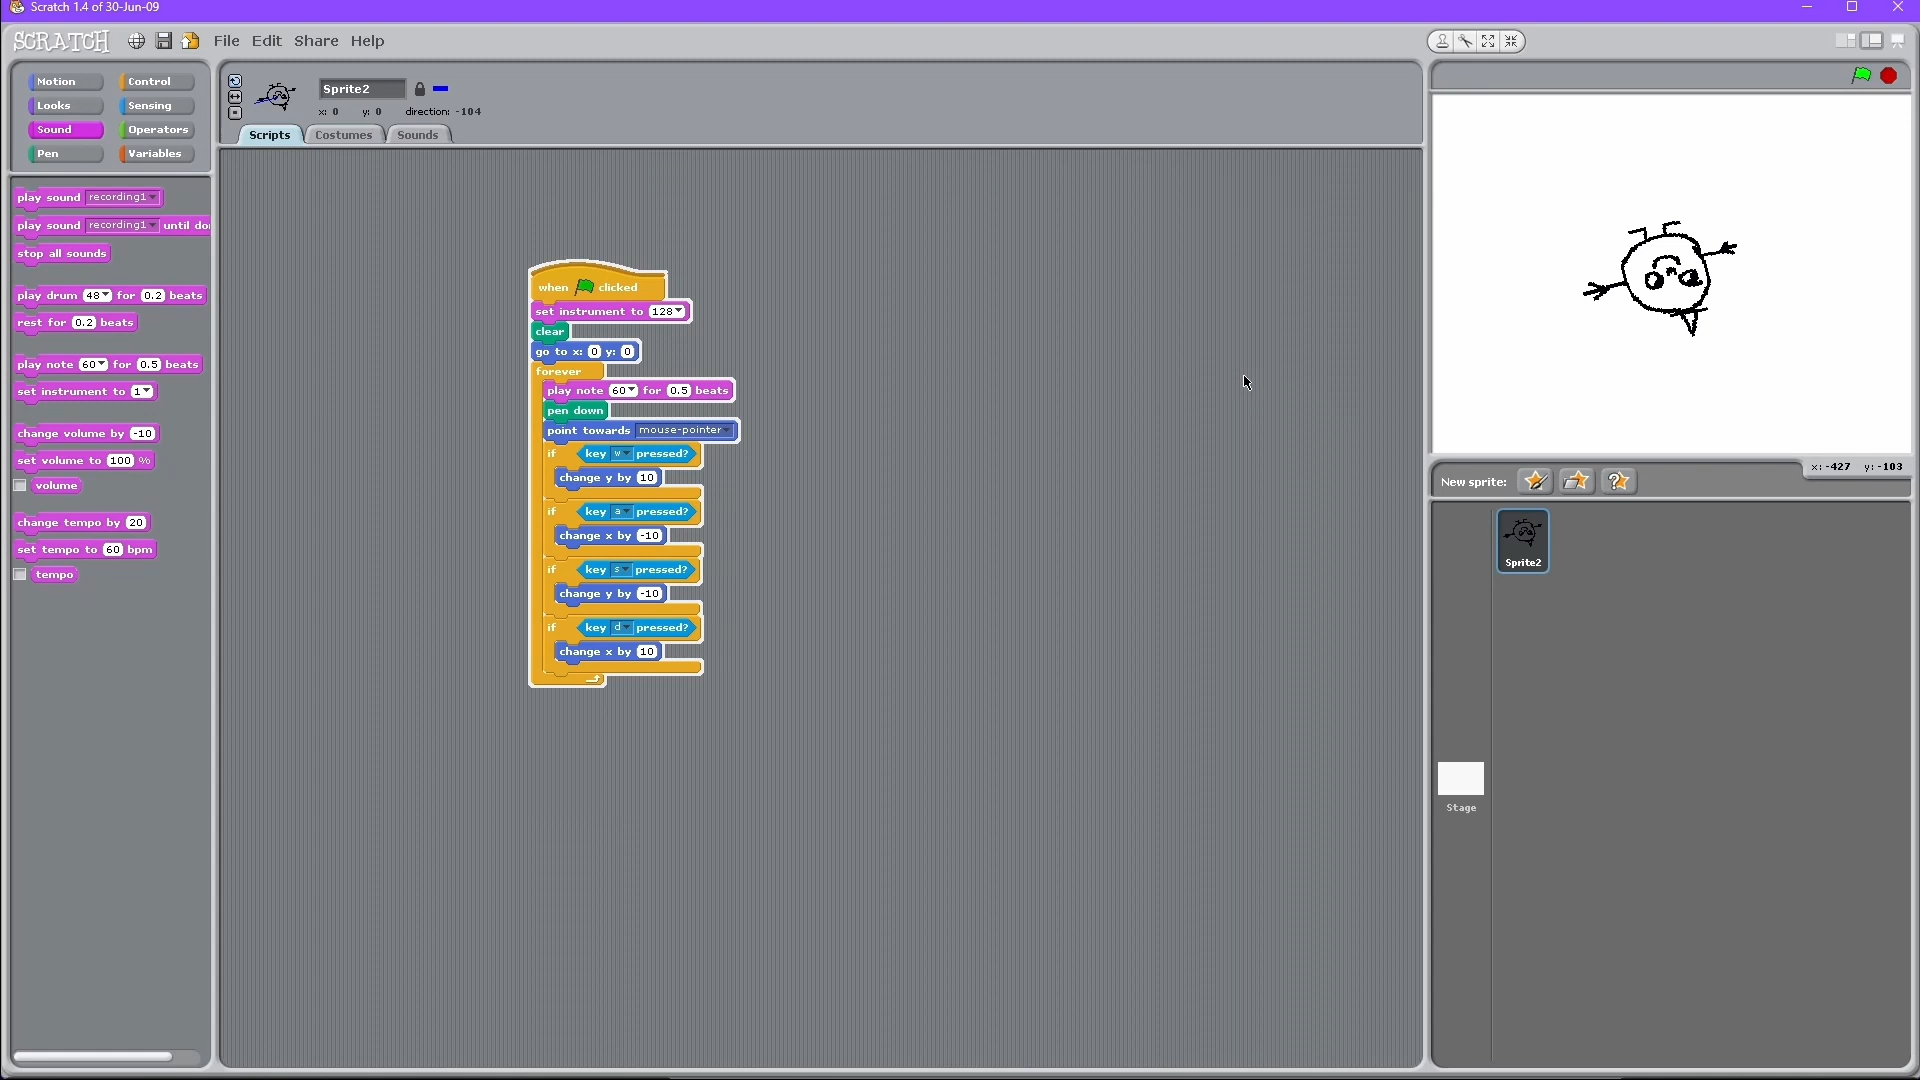 Scratch 1.4 of 30-Jun-09
SCRATCH File Edit Share Help
Motion Control
Looks Sensing
Sound Operators
Pen Variables
Sprite2
x: 0 y: 0 direction: -104
Scripts Costumes Sounds
play sound recording1
play sound recording1 until do
stop all sounds
play drum 48 for 0.2 beats
rest for 0.2 beats
play note 60 for 0.5 beats
set instrument to 1
change volume by -10
set volume to 100 %
volume
change tempo by 20
set tempo to 60 bpm
tempo
when clicked
set instrument to 128
clear
go to x: 0 y: 0
forever
play note 60 for 0.5 beats
pen down
point towards mouse-pointer
if key w pressed?
change y by 10
if key a pressed?
change x by -10
if key s pressed?
change y by -10
if key d pressed?
change x by 10
x: -427 y: -103
New sprite:
Sprite2
Stage